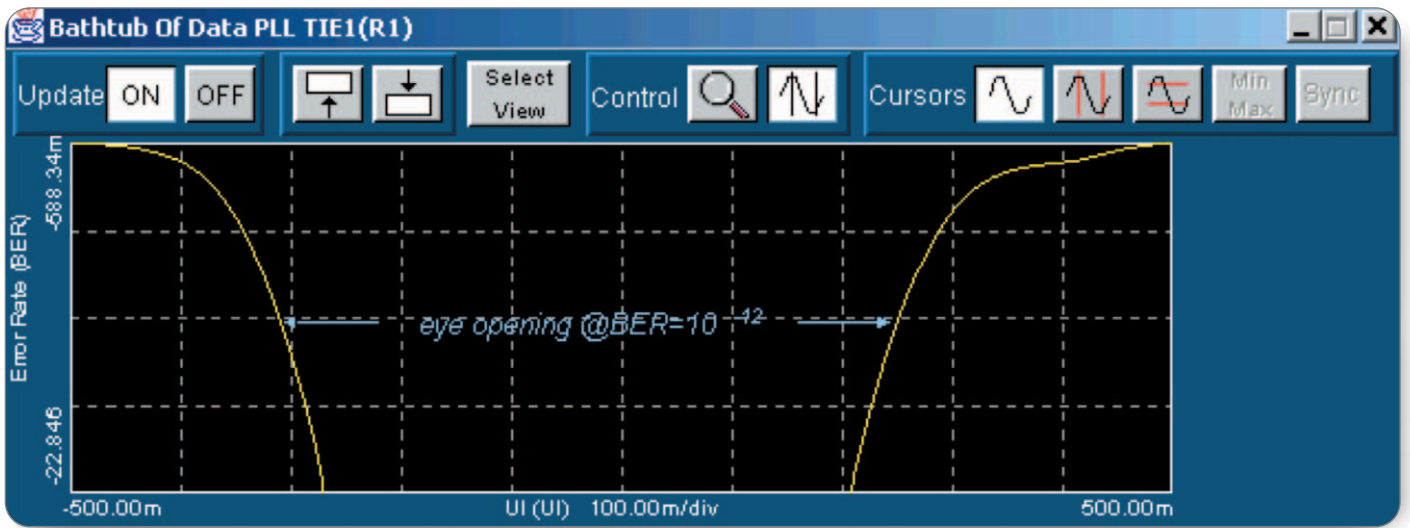 Bathtub Of Data PLL TIE1(R1)
Update ON OFF
Select
View
Control
Cursors
Min
Max
Sync
Error Rate (BER)
-588.34m
-22.846
eye opening @BER=10 -12
-500.00m
UI (UI) 100.00m/div
500.00m